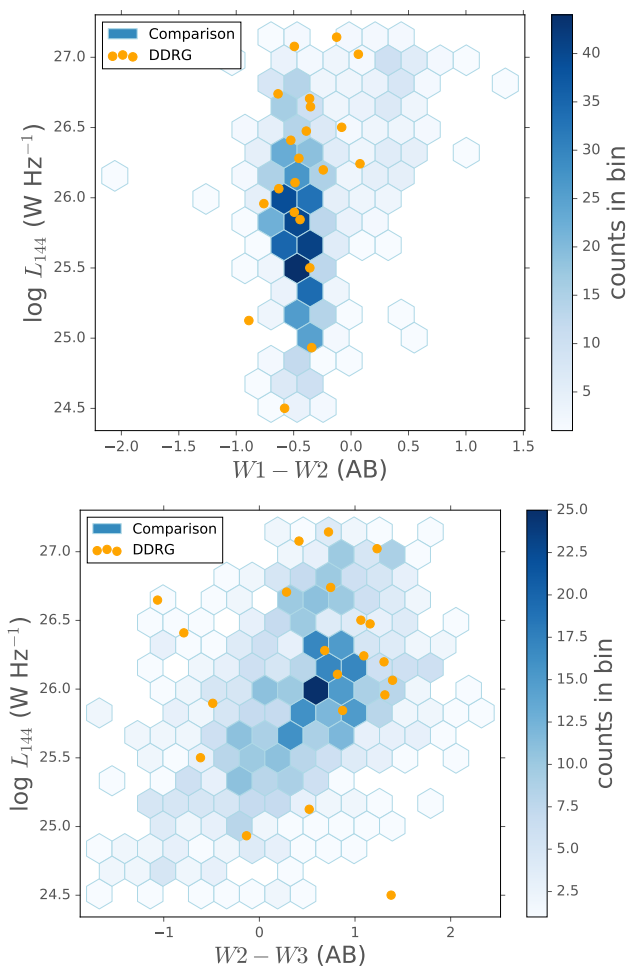 Comparison
DDRG
27.0
26.5
26.0
25.5
25.0
24.5
log L144 (W Hz−1)
−2.0 −1.5 −1.0 −0.5 0.0 0.5 1.0 1.5
W1 − W2 (AB)
40
35
30
25
20
15
10
5
counts in bin
Comparison
DDRG
27.0
26.5
26.0
25.5
25.0
24.5
log L144 (W Hz−1)
−1 0 1 2
W2 − W3 (AB)
25.0
22.5
20.0
17.5
15.0
12.5
10.0
7.5
5.0
2.5
counts in bin